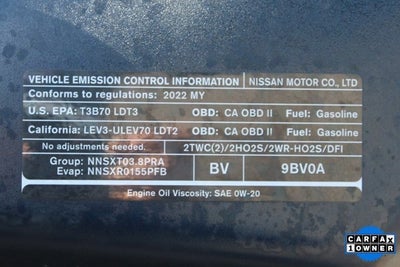 VEHICLE EMISSION CONTROL INFORMATION NISSAN MOTOR CO., LTD
Conforms to regulations: 2022 MY
U.S. EPA: T3B70 LDT3 OBD: CA OBD II Fuel: Gasoline
California: LEV3-ULEV70 LDT2 OBD: CA OBD II Fuel: Gasoline
No adjustments needed. 2TWC(2)/2HO2S/2WR-HO2S/DFI
Group: NNSXT03.8PRA BV 9BV0A
Evap: NNSXR0155PFB
Engine Oil Viscosity: SAE 0W-20
CARFAX
1 OWNER